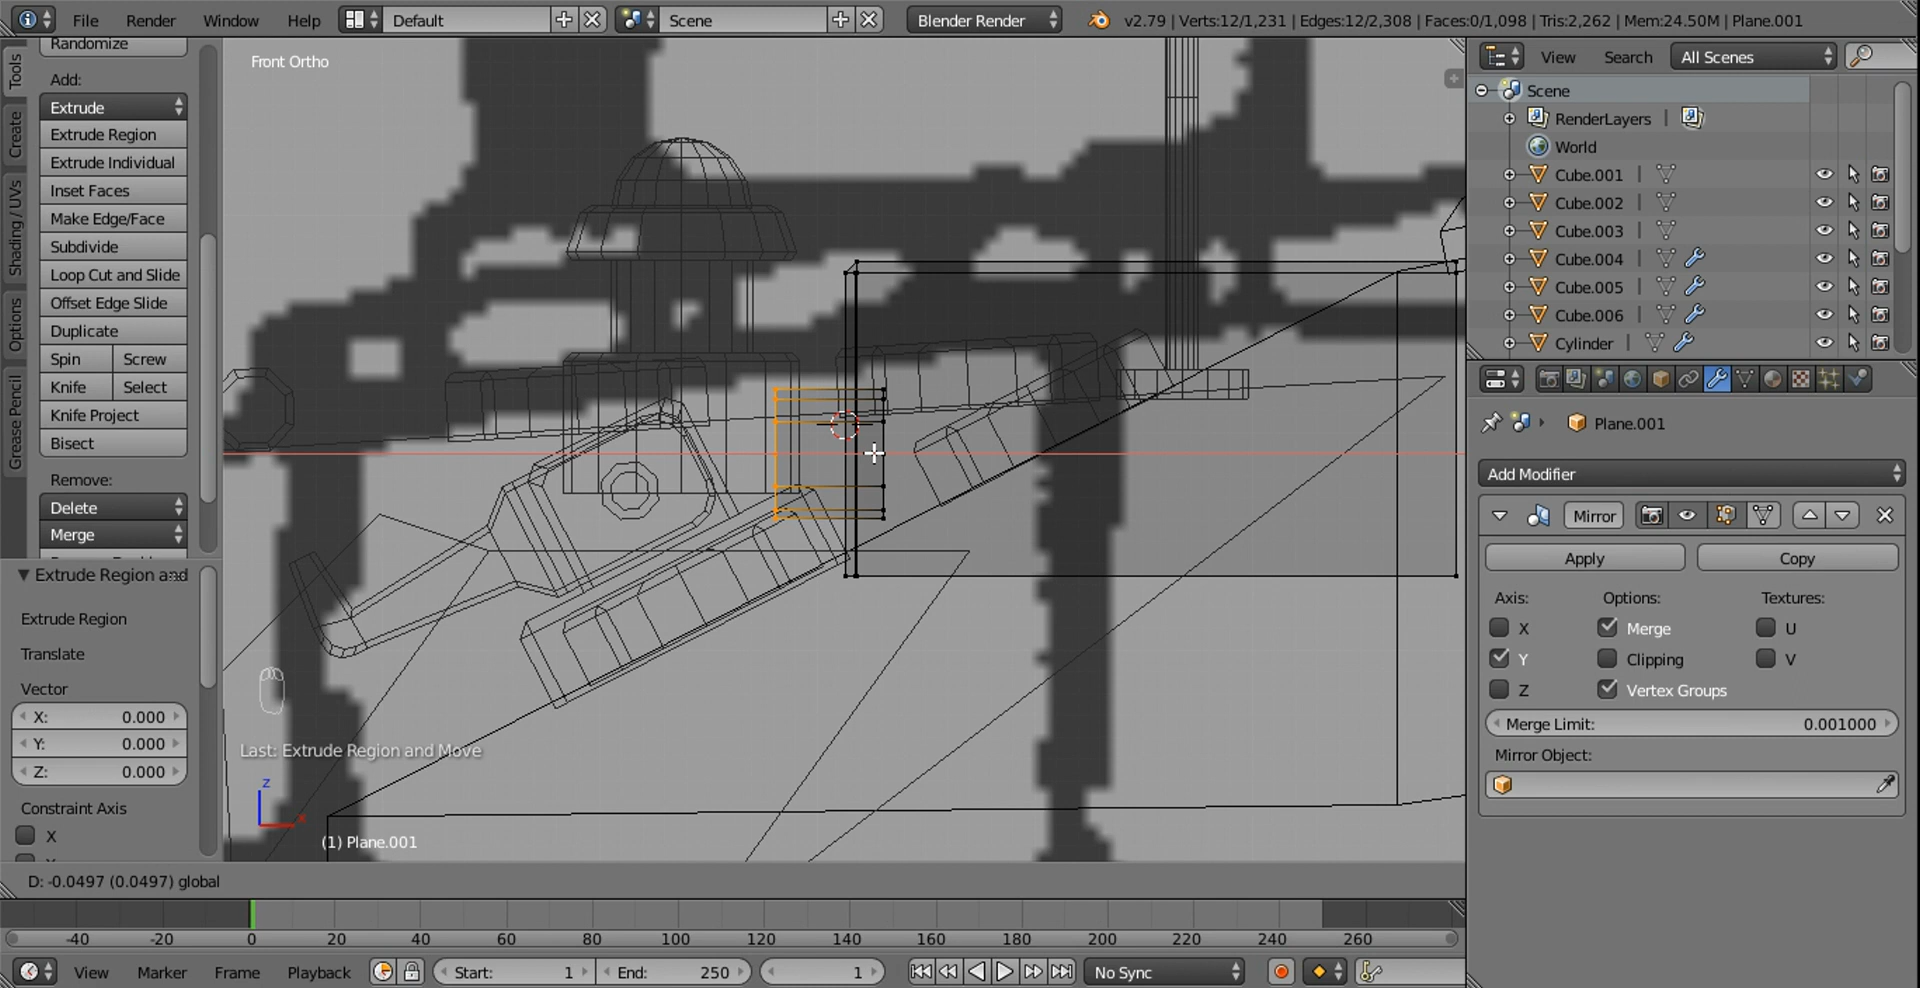 File Render Window Help Default Scene Blender Render v2.79 | Verts:12/1,231 | Edges:12/2,308 | Faces:0/1,098 | Tris:2,262 | Mem:24.50M | Plane.001
Tools
Create
Shading / UVs
Options
Grease Pencil
Randomize
Add:
Extrude
Extrude Region
Extrude Individual
Inset Faces
Make Edge/Face
Subdivide
Loop Cut and Slide
Offset Edge Slide
Duplicate
Spin Screw
Knife Select
Knife Project
Bisect
Remove:
Delete
Merge
Extrude Region and
Extrude Region
Translate
Vector
X: 0.000
Y: 0.000
Z: 0.000
Constraint Axis
X
Front Ortho
Last: Extrude Region and Move
z
x
(1) Plane.001
D: -0.0497 (0.0497) global
-40 -20 0 20 40 60 80 100 120 140 160 180 200 220 240 260
View Marker Frame Playback Start: 1 End: 250 1 No Sync
View Search All Scenes
Scene
RenderLayers |
World
Cube.001 |
Cube.002 |
Cube.003 |
Cube.004 |
Cube.005 |
Cube.006 |
Cylinder |
Plane.001
Add Modifier
Mirror
Apply Copy
Axis: Options: Textures:
X Merge U
Y Clipping V
Z Vertex Groups
Merge Limit: 0.001000
Mirror Object: